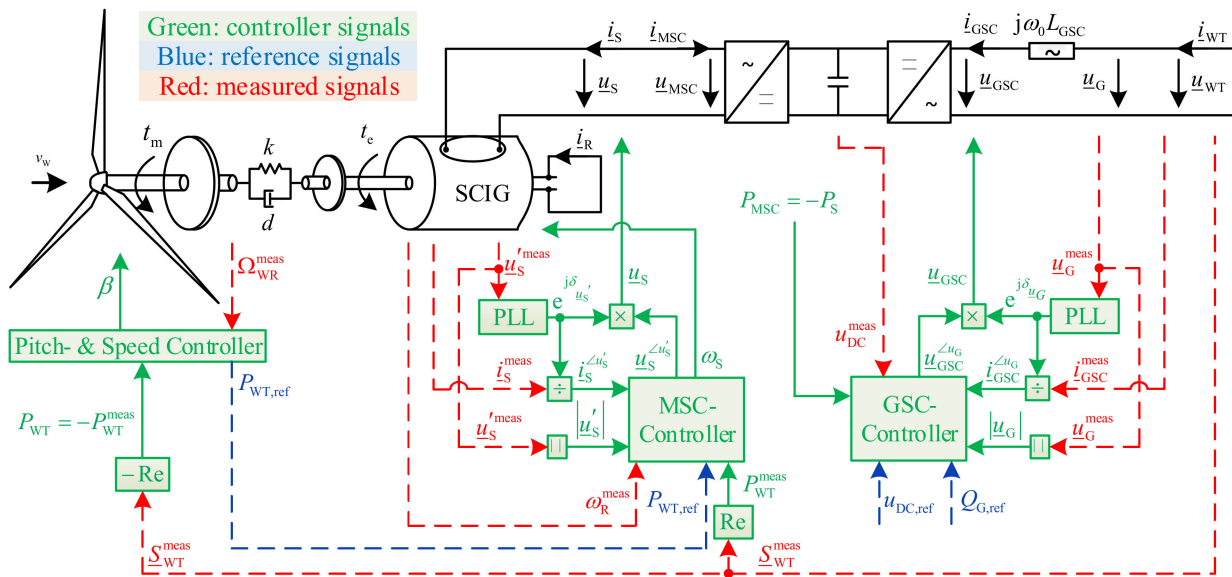 Green: controller signals
Blue: reference signals
Red: measured signals
i_S
i_MSC
i_GSC
jω₀L_GSC
i_WT
~
=
=
~
~
u_S
u_MSC
u_GSC
u_G
u_WT
v_w
t_m
k
d
t_e
SCIG
i_R
P_MSC = −P_S
β
Ω_WR^meas
u_S'^meas
u_S
u_GSC
u_G^meas
e^jδ_u_S'
e^jδ_u_G
PLL
×
×
PLL
u_DC^meas
Pitch- & Speed Controller
P_WT,ref
i_S^meas
÷
i_S^∠u_S'
u_S^∠u_S'
ω_S
u_GSC^∠u_G
i_GSC^∠u_G
÷
i_GSC^meas
P_WT = −P_WT^meas
u_S'^meas
||
|u_S'|
MSC-
Controller
GSC-
Controller
|u_G|
||
u_G^meas
−Re
ω_R^meas
P_WT,ref
P_WT^meas
Re
u_DC,ref
Q_G,ref
S_WT^meas
S_WT^meas